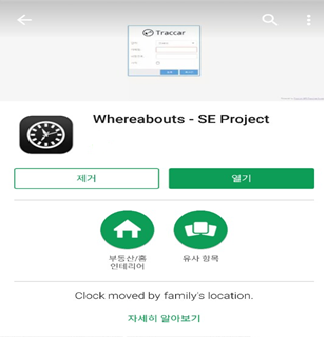 Traccar
Whereabouts - SE Project
제거
열기
부동산/홈
인테리어
유사 항목
Clock moved by family's location.
자세히 알아보기